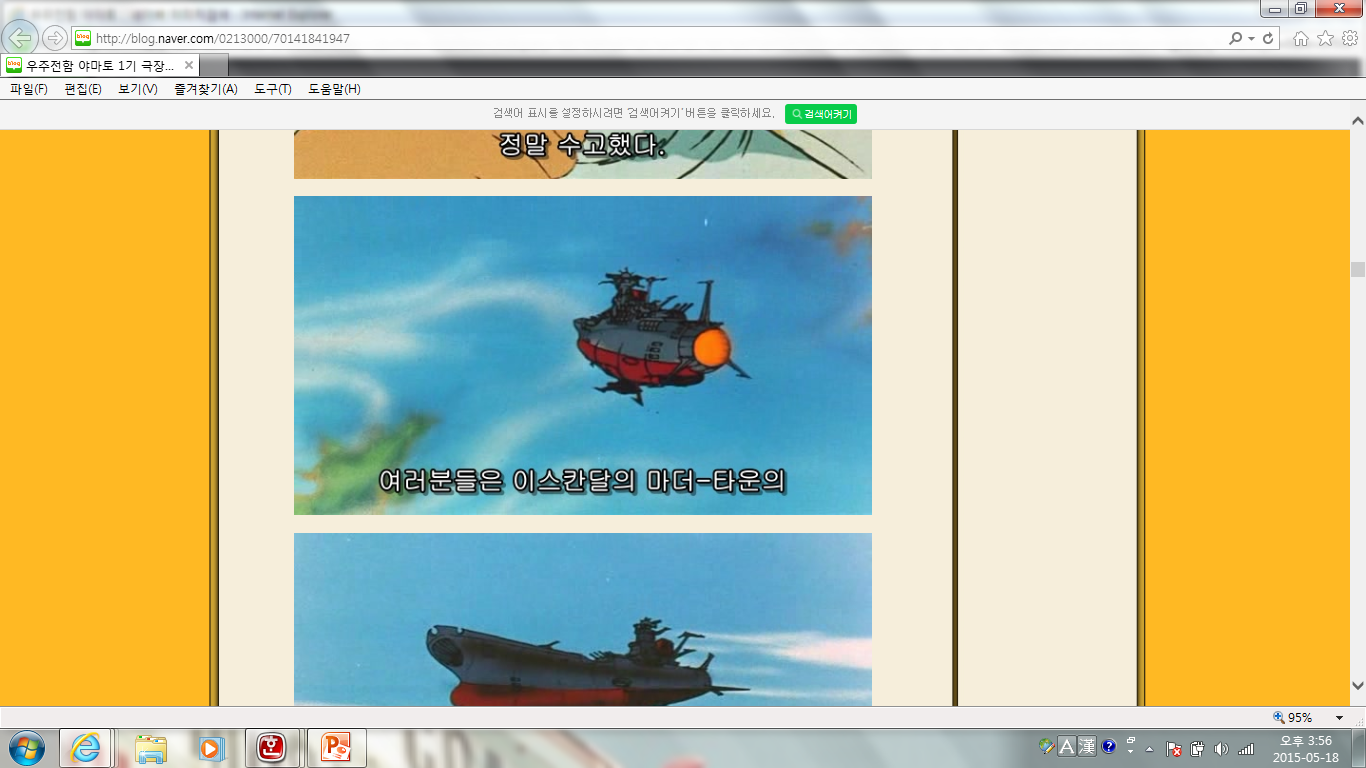 http://blog.naver.com/0213000/70141841947
우주전함 야마토 1기 극장...
파일(F) 편집(E) 보기(V) 즐겨찾기(A) 도구(T) 도움말(H)
검색어 표시를 설정하시려면 '검색어켜기' 버튼을 클릭하세요. 검색어켜기
정말 수고했다.
여러분들은 이스칸달의 마더-타운의
95%
A 漢
오후 3:56
2015-05-18